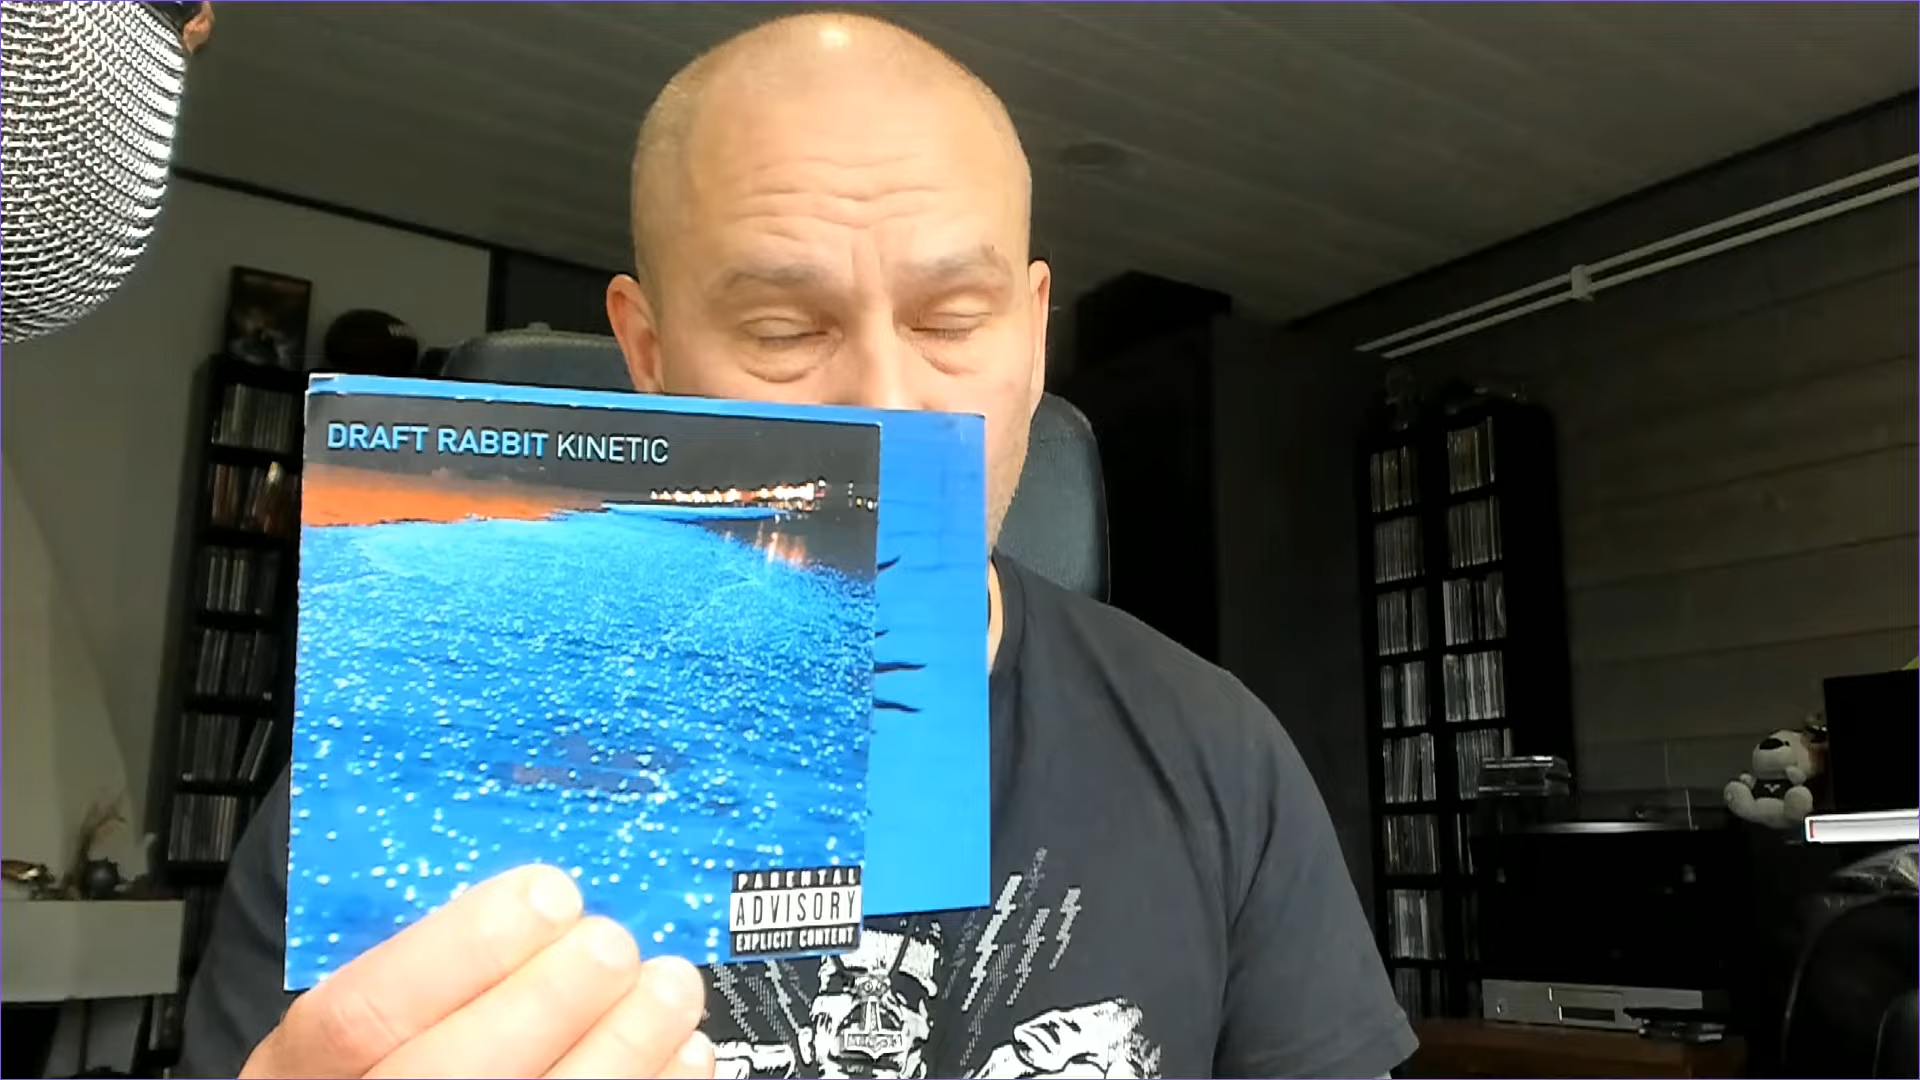 DRAFT RABBIT KINETIC
PARENTAL
ADVISORY
EXPLICIT CONTENT